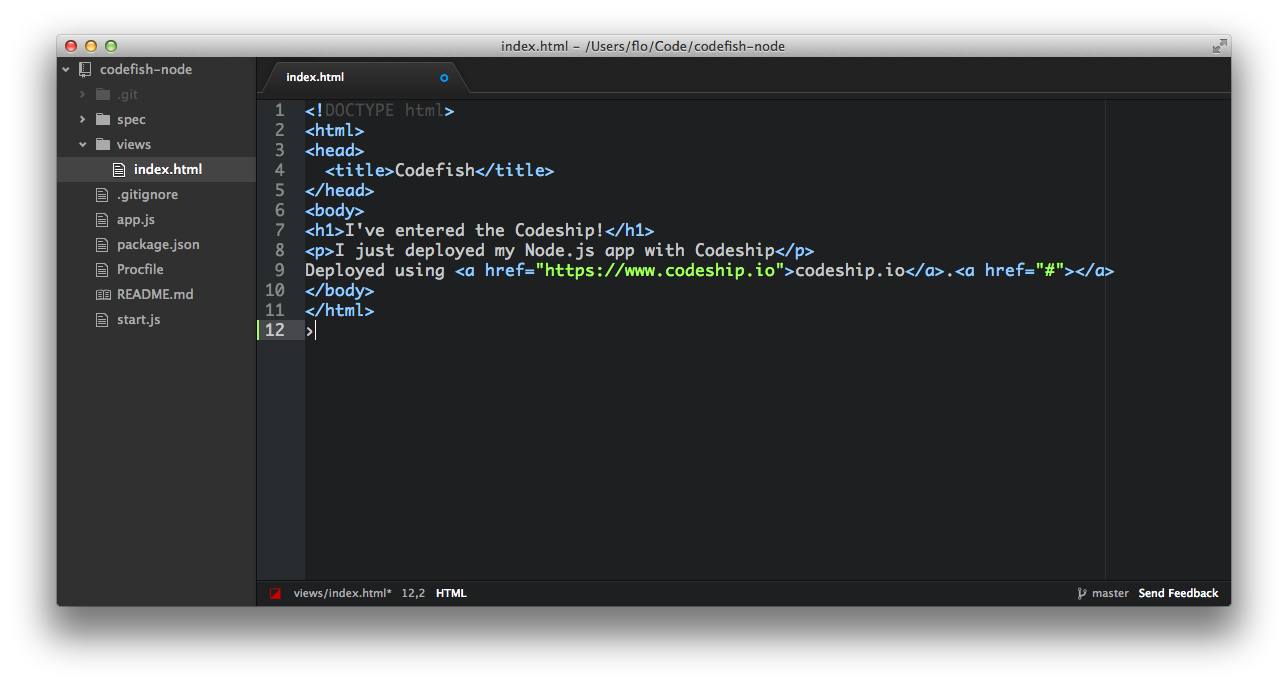 index.html – /Users/flo/Code/codefish-node
codefish-node
.git
spec
views
index.html
.gitignore
app.js
package.json
Procfile
README.md
start.js
index.html
1 <!DOCTYPE html>
2 <html>
3 <head>
4   <title>Codefish</title>
5 </head>
6 <body>
7 <h1>I've entered the Codeship!</h1>
8 <p>I just deployed my Node.js app with Codeship</p>
9 Deployed using <a href="https://www.codeship.io">codeship.io</a>.<a href="#"></a>
10 </body>
11 </html>
12 >
views/index.html* 12,2 HTML master Send Feedback